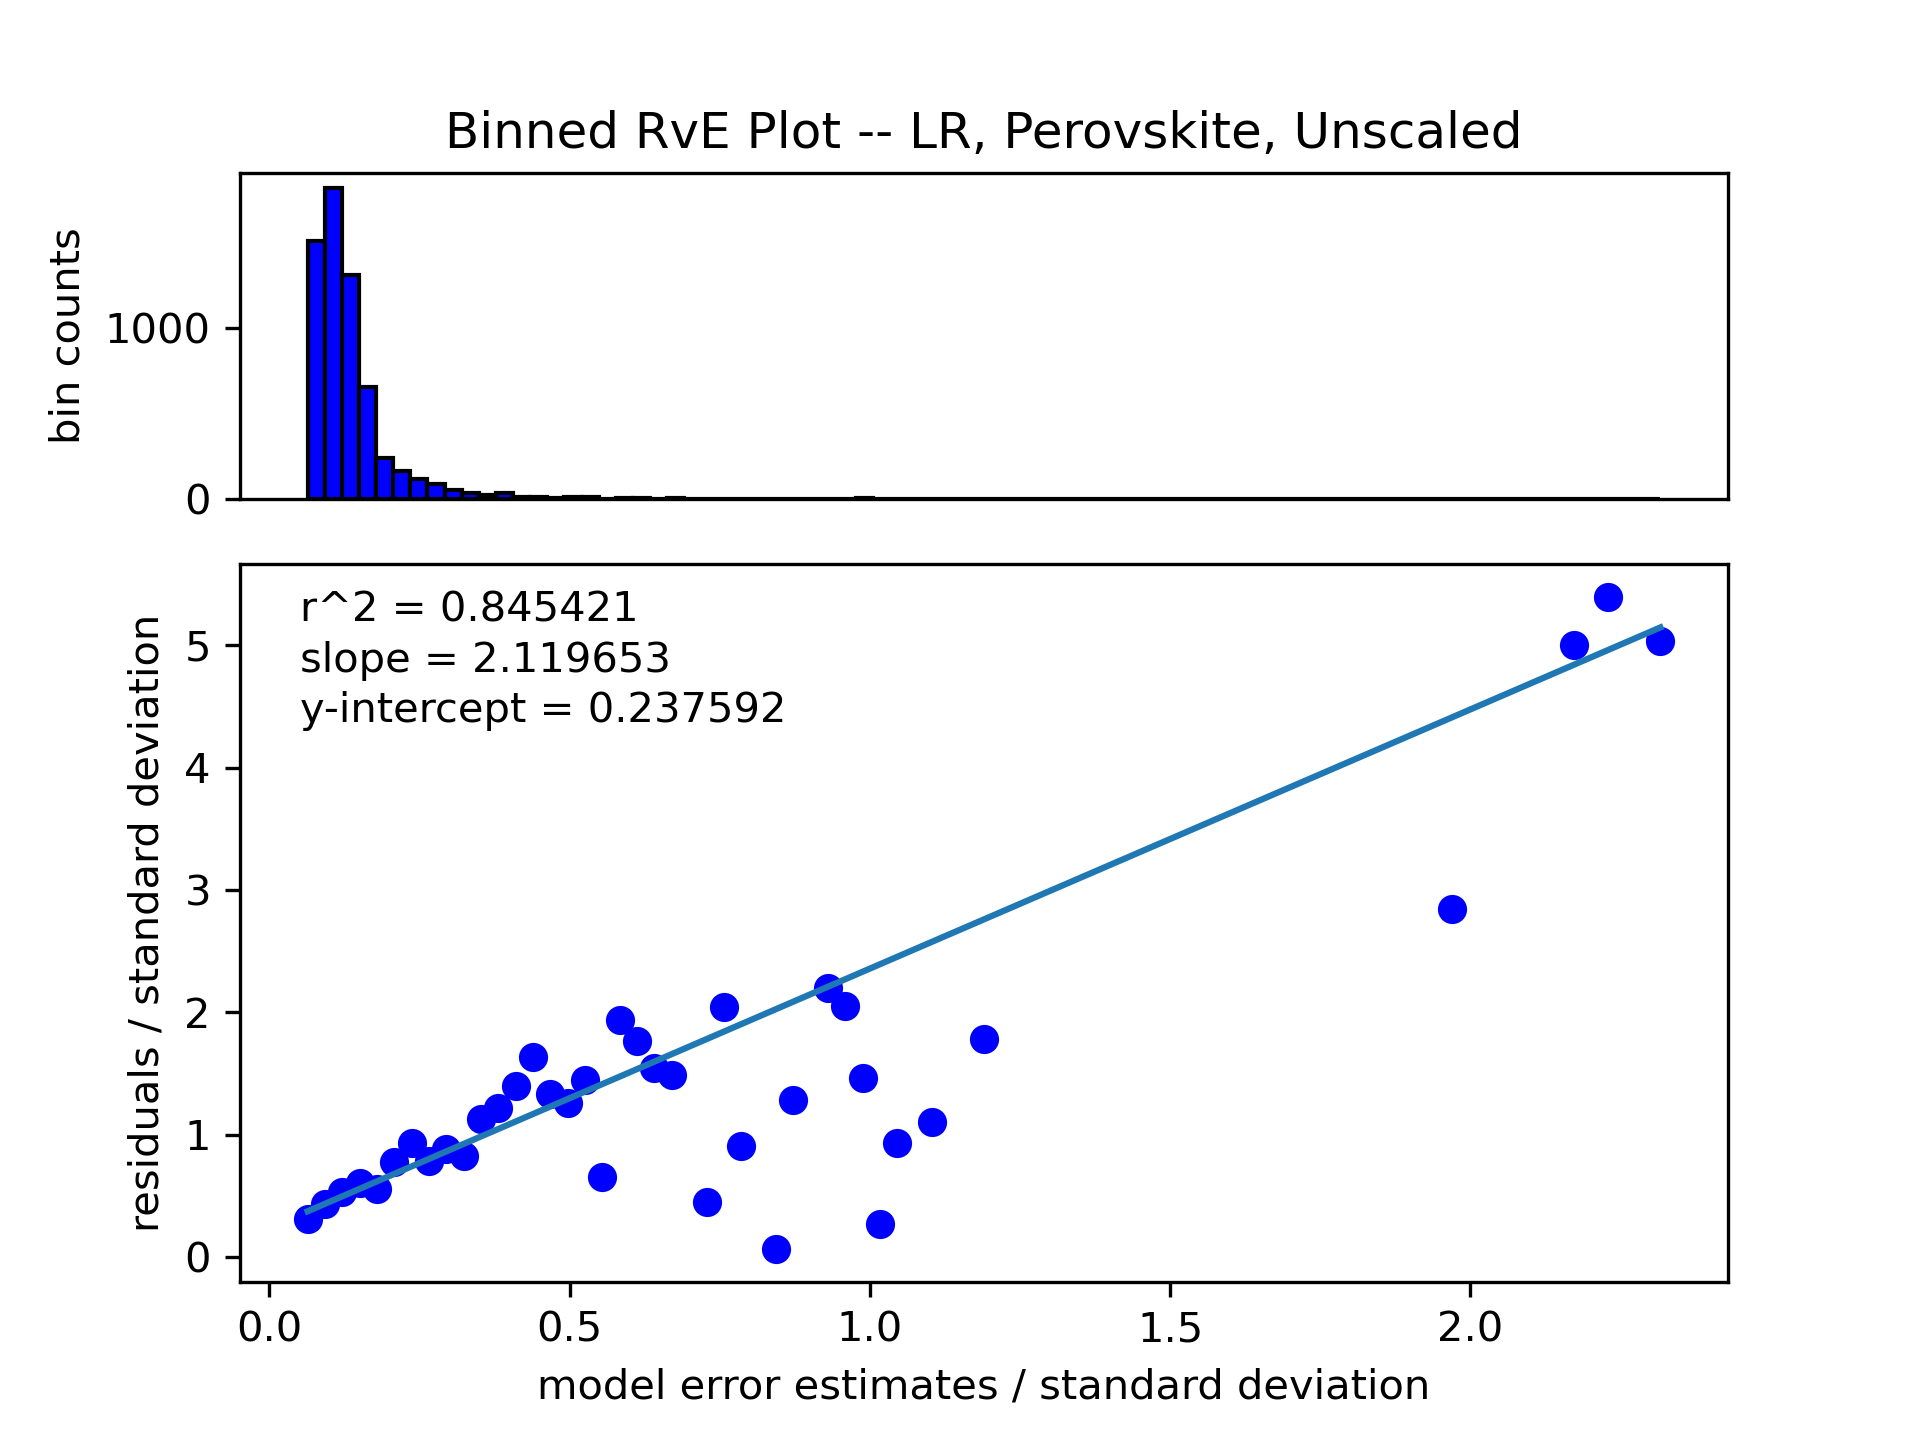 Binned RvE Plot -- LR, Perovskite, Unscaled
bin counts
1000
0
r^2 = 0.845421
slope = 2.119653
y-intercept = 0.237592
residuals / standard deviation
5
4
3
2
1
0
0.0 0.5 1.0 1.5 2.0
model error estimates / standard deviation